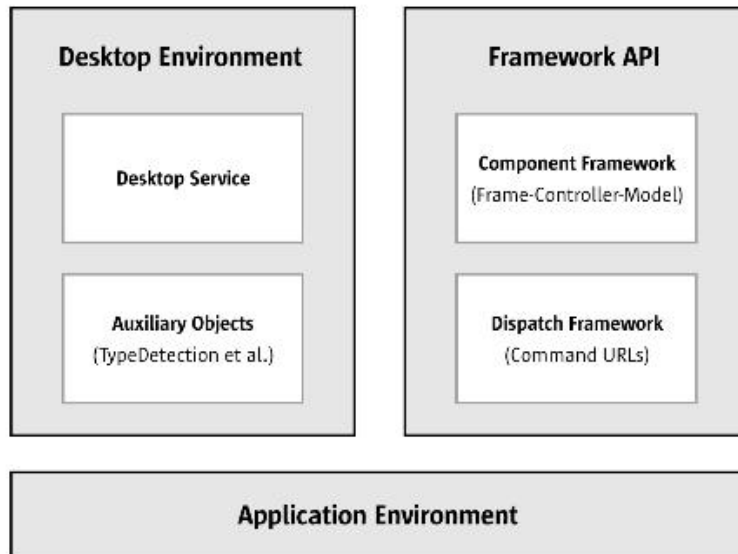 Desktop Environment
Desktop Service
Auxiliary Objects
(TypeDetection et al.)
Framework API
Component Framework
(Frame-Controller-Model)
Dispatch Framework
(Command URLs)
Application Environment